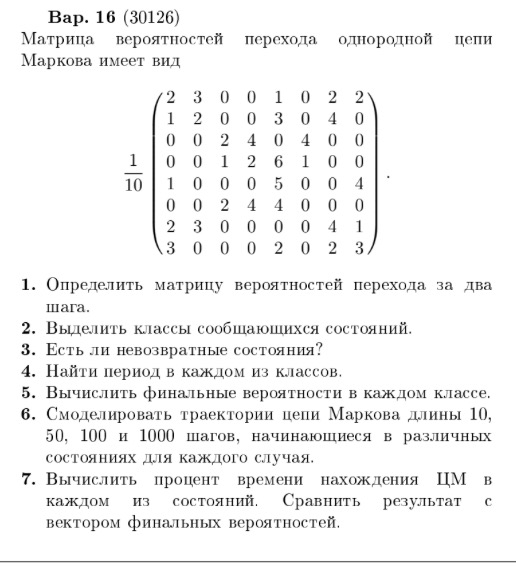 Вар. 16 (30126)
Матрица вероятностей перехода однородной цепи
Маркова имеет вид
2 3 0 0 1 0 2 2
1 2 0 0 3 0 4 0
0 0 2 4 0 4 0 0
1/10 0 0 1 2 6 1 0 0 .
1 0 0 0 5 0 0 4
0 0 2 4 4 0 0 0
2 3 0 0 0 0 4 1
3 0 0 0 2 0 2 3
1. Определить матрицу вероятностей перехода за два
шага.
2. Выделить классы сообщающихся состояний.
3. Есть ли невозвратные состояния?
4. Найти период в каждом из классов.
5. Вычислить финальные вероятности в каждом классе.
6. Смоделировать траектории цепи Маркова длины 10,
50, 100 и 1000 шагов, начинающиеся в различных
состояниях для каждого случая.
7. Вычислить процент времени нахождения ЦМ в
каждом из состояний. Сравнить результат с
вектором финальных вероятностей.